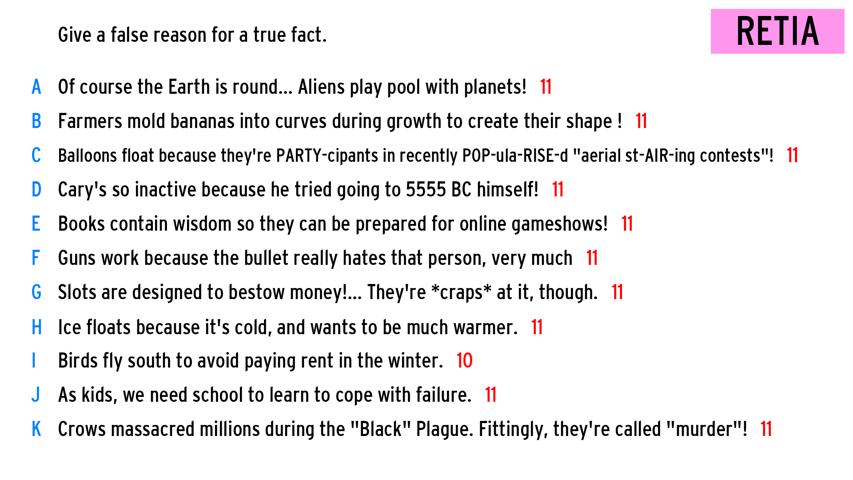 Give a false reason for a true fact.
RETIA
A Of course the Earth is round... Aliens play pool with planets! 11
B Farmers mold bananas into curves during growth to create their shape ! 11
C Balloons float because they're PARTY-cipants in recently POP-ula-RISE-d "aerial st-AIR-ing contests"! 11
D Cary's so inactive because he tried going to 5555 BC himself! 11
E Books contain wisdom so they can be prepared for online gameshows! 11
F Guns work because the bullet really hates that person, very much 11
G Slots are designed to bestow money!... They're *craps* at it, though. 11
H Ice floats because it's cold, and wants to be much warmer. 11
I Birds fly south to avoid paying rent in the winter. 10
J As kids, we need school to learn to cope with failure. 11
K Crows massacred millions during the "Black" Plague. Fittingly, they're called "murder"! 11